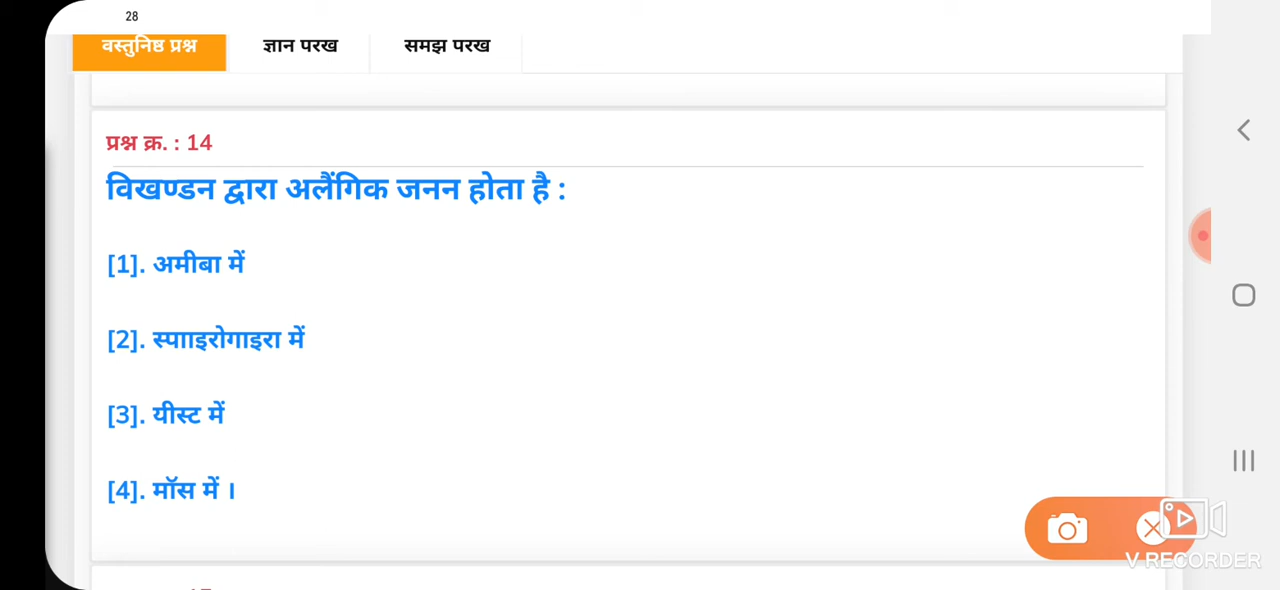 28
वस्तुनिष्ठ प्रश्न ज्ञान परख समझ परख
प्रश्न क्र. : 14
विखण्डन द्वारा अलैंगिक जनन होता है :
[1]. अमीबा में
[2]. स्पााइरोगाइरा में
[3]. यीस्ट में
[4]. मॉस में ।
V RECORDER